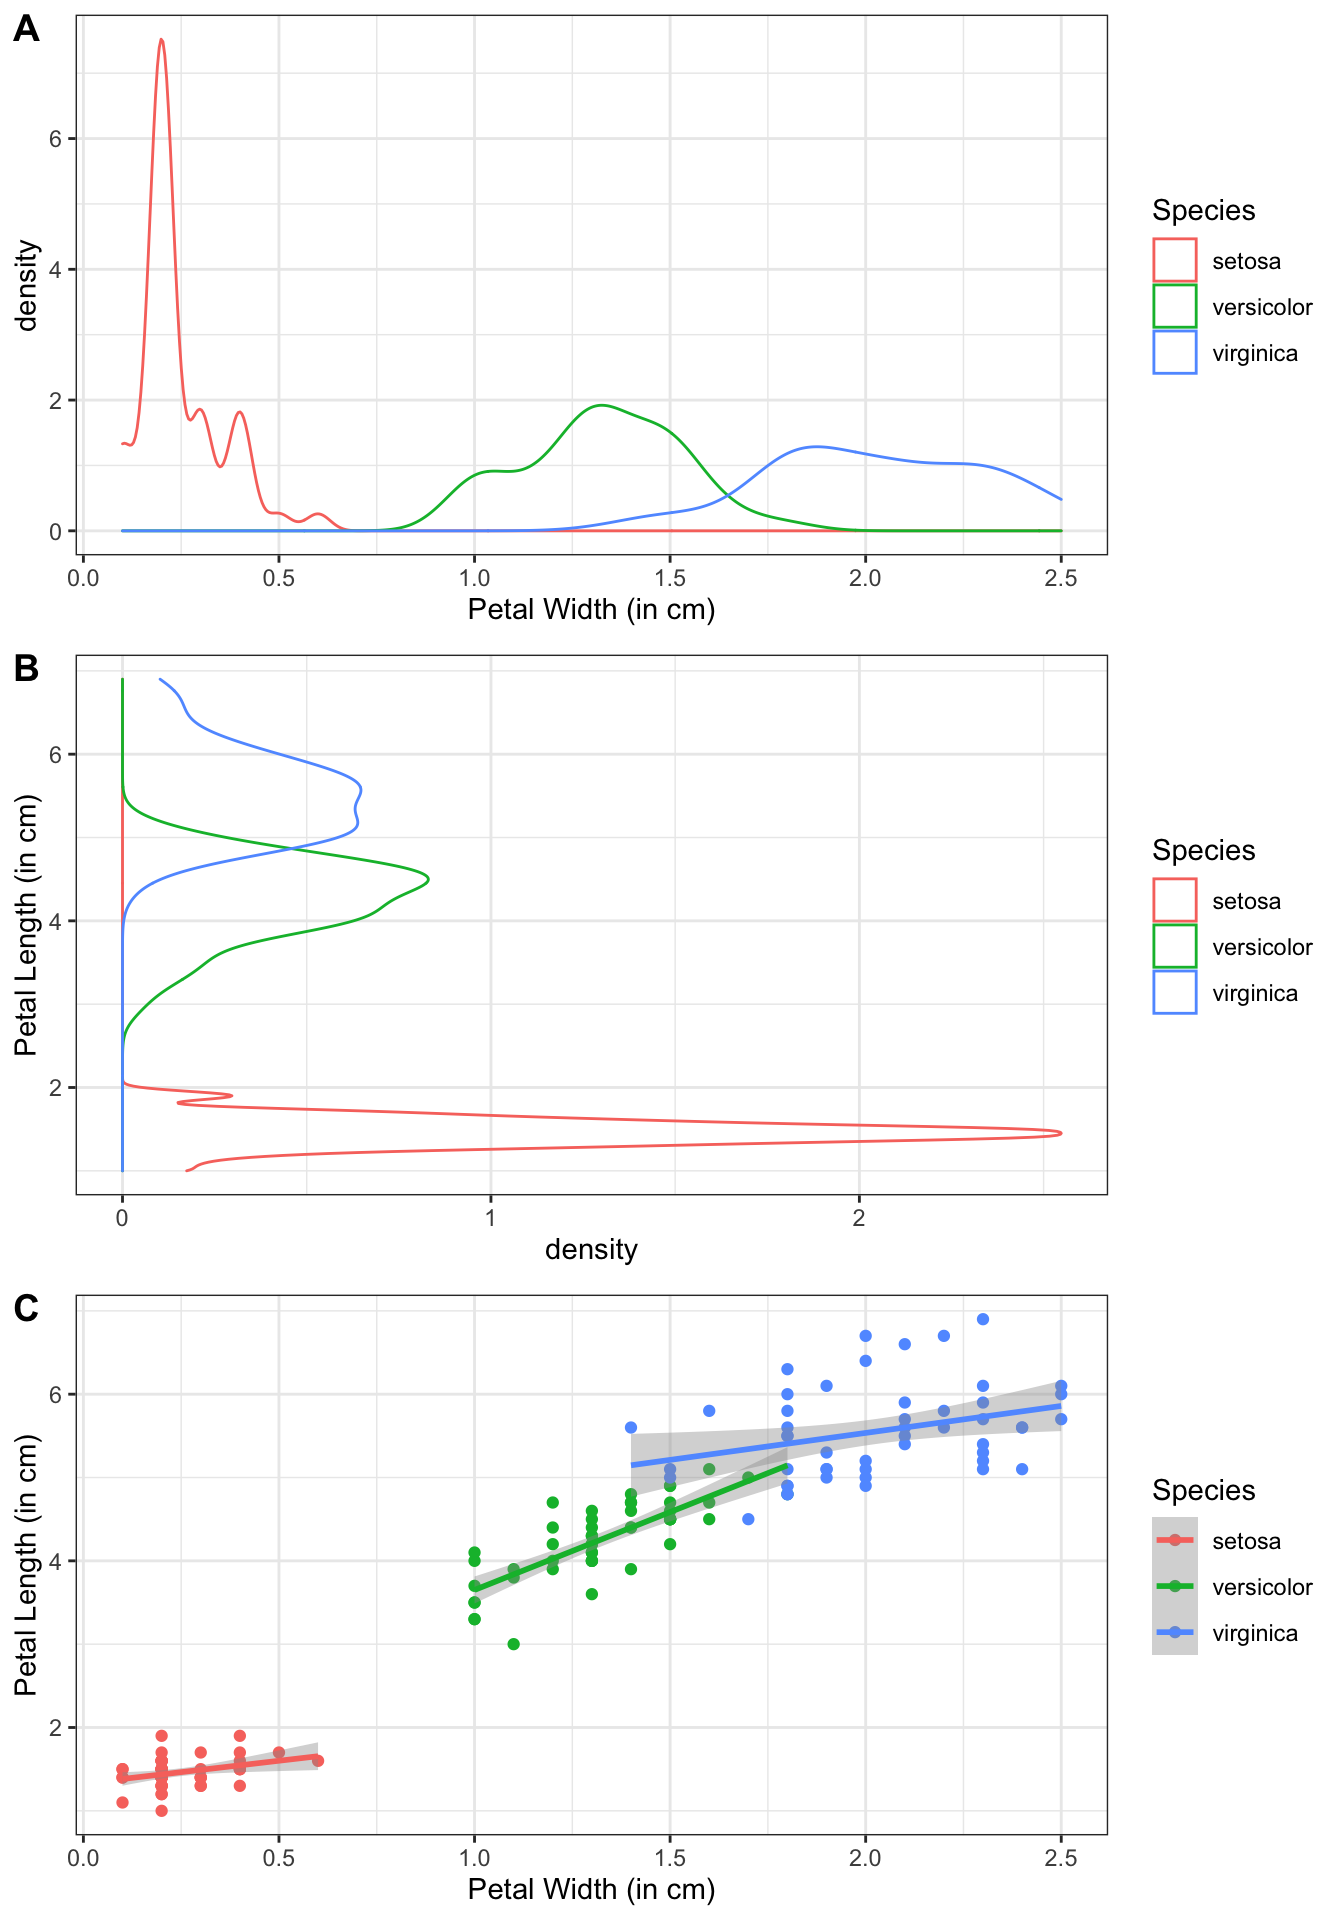 A
density
6
4
2
0
0.0 0.5 1.0 1.5 2.0 2.5
Petal Width (in cm)
Species
setosa
versicolor
virginica
B
Petal Length (in cm)
6
4
2
0 1 2
density
Species
setosa
versicolor
virginica
C
Petal Length (in cm)
6
4
2
0.0 0.5 1.0 1.5 2.0 2.5
Petal Width (in cm)
Species
setosa
versicolor
virginica